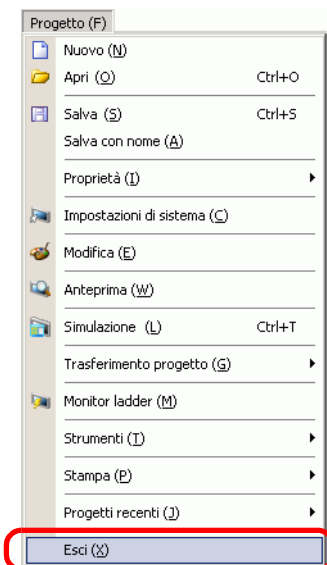 Progetto (F)
Nuovo (N)
Apri (O) Ctrl+O
Salva (S) Ctrl+S
Salva con nome (A)
Proprietà (I)
Impostazioni di sistema (C)
Modifica (E)
Anteprima (W)
Simulazione (L) Ctrl+T
Trasferimento progetto (G)
Monitor ladder (M)
Strumenti (T)
Stampa (P)
Progetti recenti (J)
Esci (X)